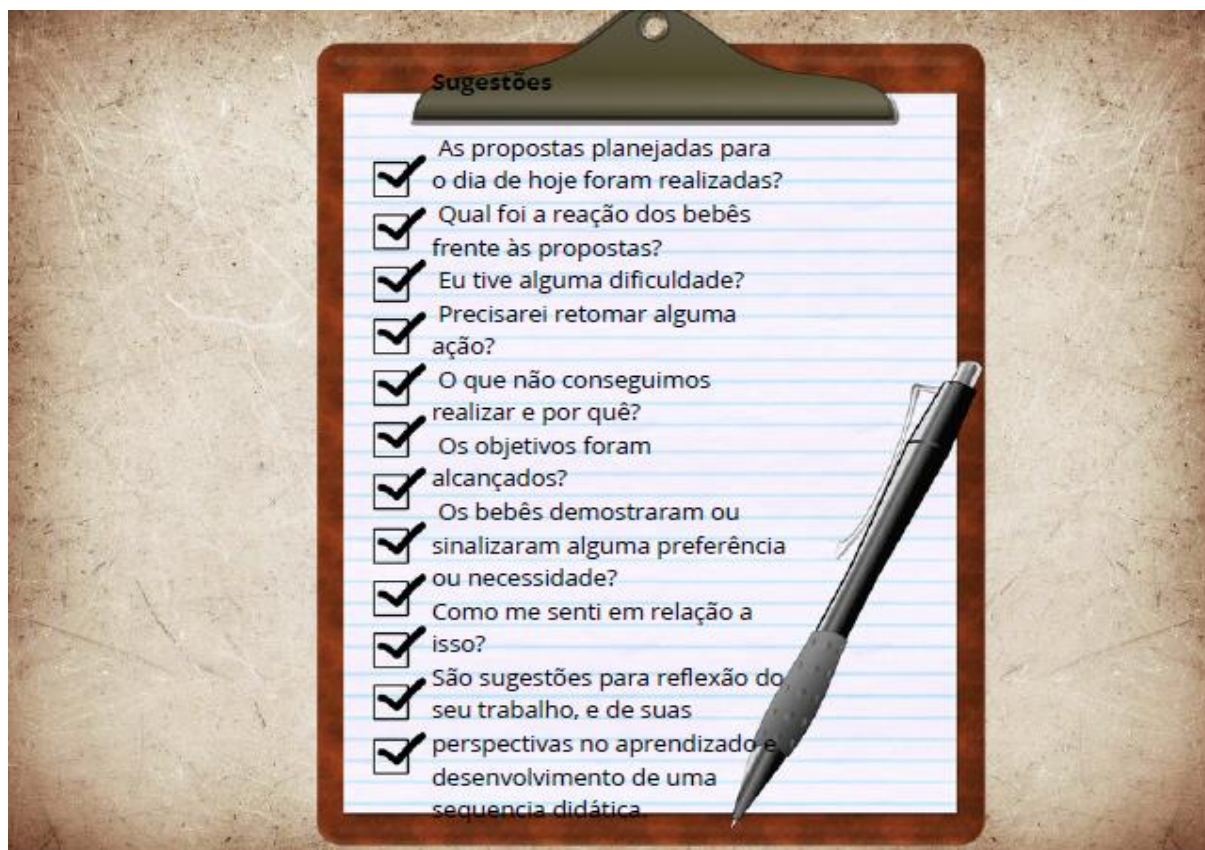 Sugestões
As propostas planejadas para
o dia de hoje foram realizadas?
Qual foi a reação dos bebês
frente às propostas?
Eu tive alguma dificuldade?
Precisarei retomar alguma
ação?
O que não conseguimos
realizar e por quê?
Os objetivos foram
alcançados?
Os bebês demostraram ou
sinalizaram alguma preferência
ou necessidade?
Como me senti em relação a
isso?
São sugestões para reflexão do
seu trabalho, e de suas
perspectivas no aprendizado e
desenvolvimento de uma
sequencia didática.